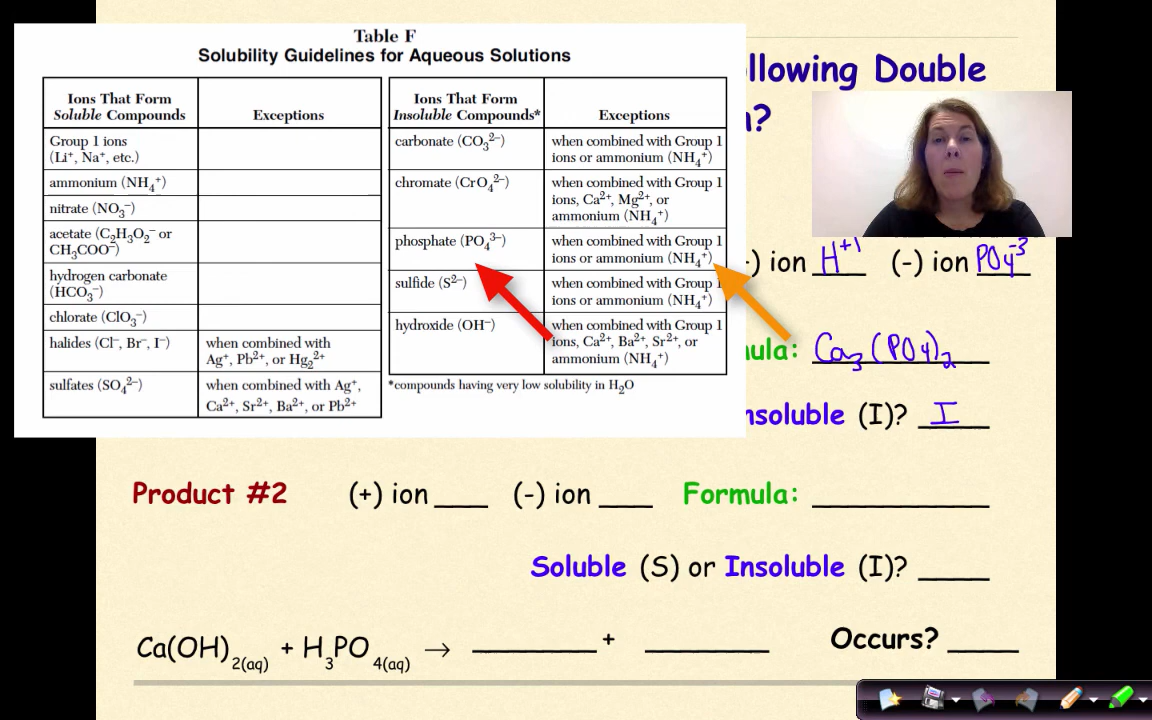 Table F
Solubility Guidelines for Aqueous Solutions
Ions That Form
Soluble Compounds
Exceptions
Group 1 ions
(Li⁺, Na⁺, etc.)
ammonium (NH₄⁺)
nitrate (NO₃⁻)
acetate (C₂H₃O₂⁻ or
CH₃COO⁻)
hydrogen carbonate
(HCO₃⁻)
chlorate (ClO₃⁻)
halides (Cl⁻, Br⁻, I⁻)
when combined with
Ag⁺, Pb²⁺, or Hg₂²⁺
sulfates (SO₄²⁻)
when combined with Ag⁺,
Ca²⁺, Sr²⁺, Ba²⁺, or Pb²⁺
Ions That Form
Insoluble Compounds*
Exceptions
carbonate (CO₃²⁻)
when combined with Group 1
ions or ammonium (NH₄⁺)
chromate (CrO₄²⁻)
when combined with Group 1
ions, Ca²⁺, Mg²⁺, or
ammonium (NH₄⁺)
phosphate (PO₄³⁻)
when combined with Group 1
ions or ammonium (NH₄⁺)
sulfide (S²⁻)
when combined with Group 1
ions or ammonium (NH₄⁺)
hydroxide (OH⁻)
when combined with Group 1
ions, Ca²⁺, Ba²⁺, Sr²⁺, or
ammonium (NH₄⁺)
*compounds having very low solubility in H₂O
llowing Double
?
) ion H⁺¹ (-) ion PO₄⁻³
ula: Ca₃(PO₄)₂
nsoluble (I)? I
Product #2 (+) ion ___ (-) ion ___ Formula: ___
Soluble (S) or Insoluble (I)? ___
Ca(OH)₂(aq) + H₃PO₄(aq) → ___ + ___ Occurs? ___